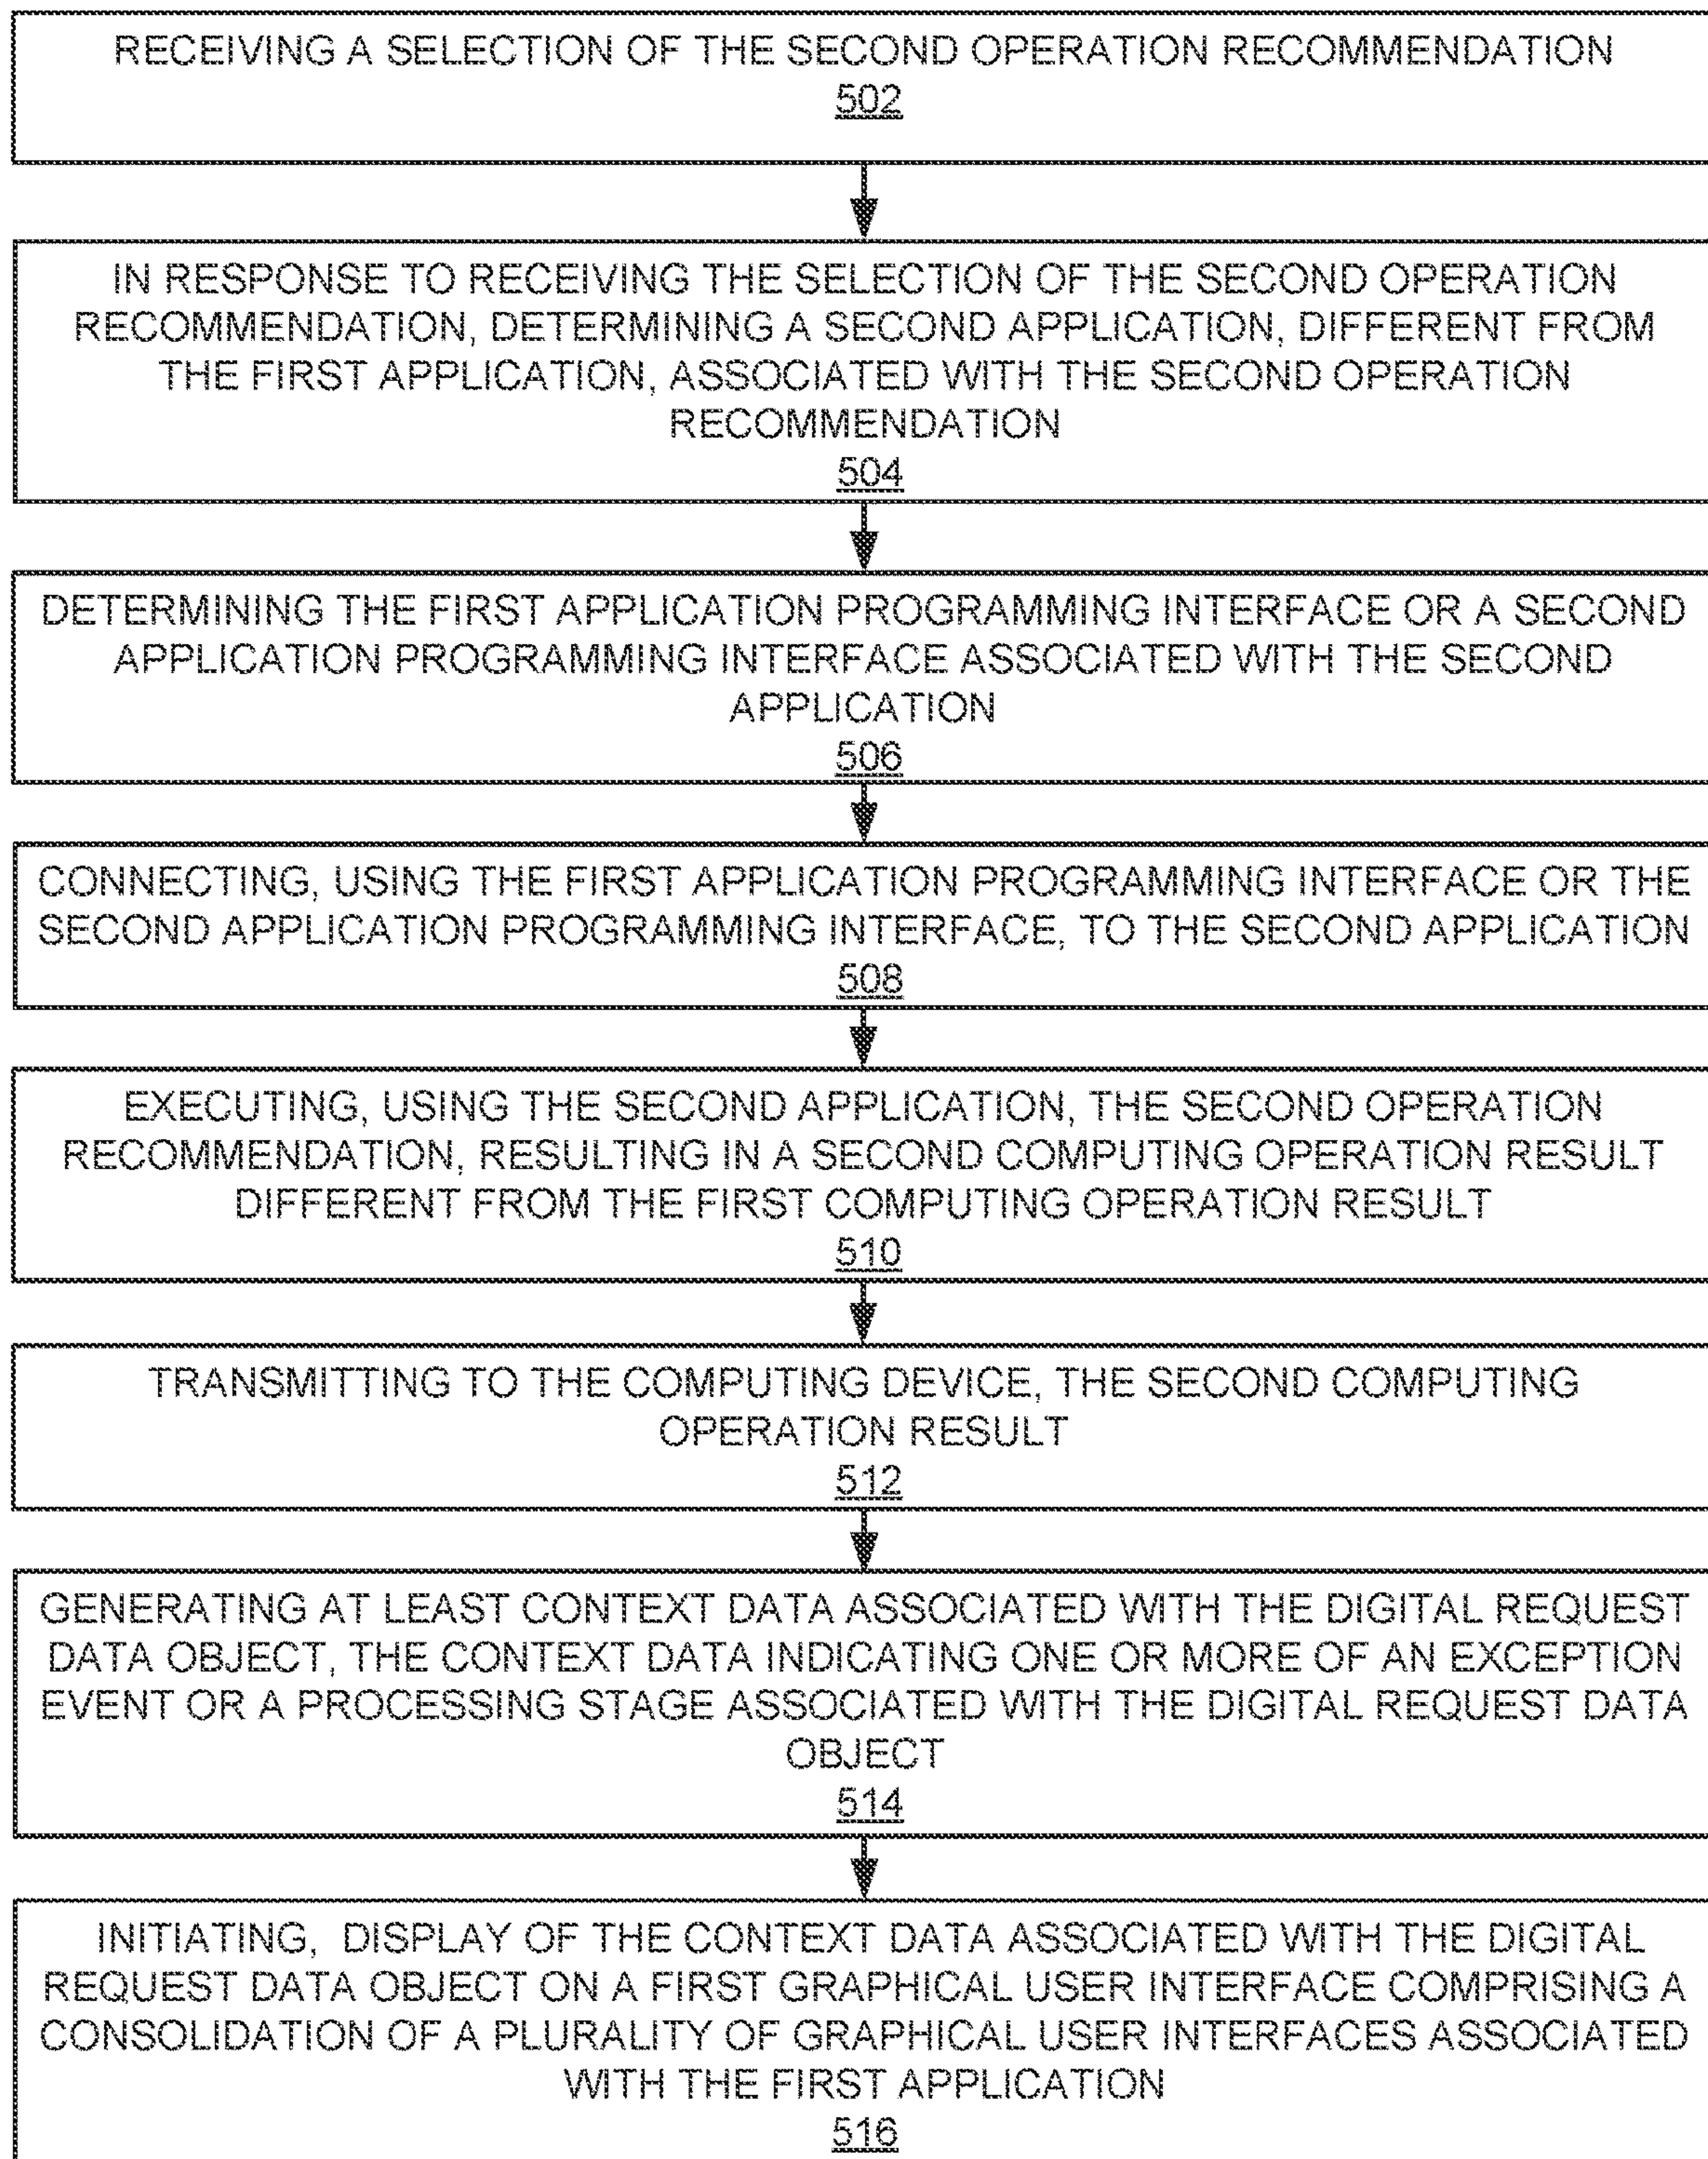 RECEIVING A SELECTION OF THE SECOND OPERATION RECOMMENDATION
502
IN RESPONSE TO RECEIVING THE SELECTION OF THE SECOND OPERATION
RECOMMENDATION, DETERMINING A SECOND APPLICATION, DIFFERENT FROM
THE FIRST APPLICATION, ASSOCIATED WITH THE SECOND OPERATION
RECOMMENDATION
504
DETERMINING THE FIRST APPLICATION PROGRAMMING INTERFACE OR A SECOND
APPLICATION PROGRAMMING INTERFACE ASSOCIATED WITH THE SECOND
APPLICATION
506
CONNECTING, USING THE FIRST APPLICATION PROGRAMMING INTERFACE OR THE
SECOND APPLICATION PROGRAMMING INTERFACE, TO THE SECOND APPLICATION
508
EXECUTING, USING THE SECOND APPLICATION, THE SECOND OPERATION
RECOMMENDATION, RESULTING IN A SECOND COMPUTING OPERATION RESULT
DIFFERENT FROM THE FIRST COMPUTING OPERATION RESULT
510
TRANSMITTING TO THE COMPUTING DEVICE, THE SECOND COMPUTING
OPERATION RESULT
512
GENERATING AT LEAST CONTEXT DATA ASSOCIATED WITH THE DIGITAL REQUEST
DATA OBJECT, THE CONTEXT DATA INDICATING ONE OR MORE OF AN EXCEPTION
EVENT OR A PROCESSING STAGE ASSOCIATED WITH THE DIGITAL REQUEST DATA
OBJECT
514
INITIATING, DISPLAY OF THE CONTEXT DATA ASSOCIATED WITH THE DIGITAL
REQUEST DATA OBJECT ON A FIRST GRAPHICAL USER INTERFACE COMPRISING A
CONSOLIDATION OF A PLURALITY OF GRAPHICAL USER INTERFACES ASSOCIATED
WITH THE FIRST APPLICATION
516